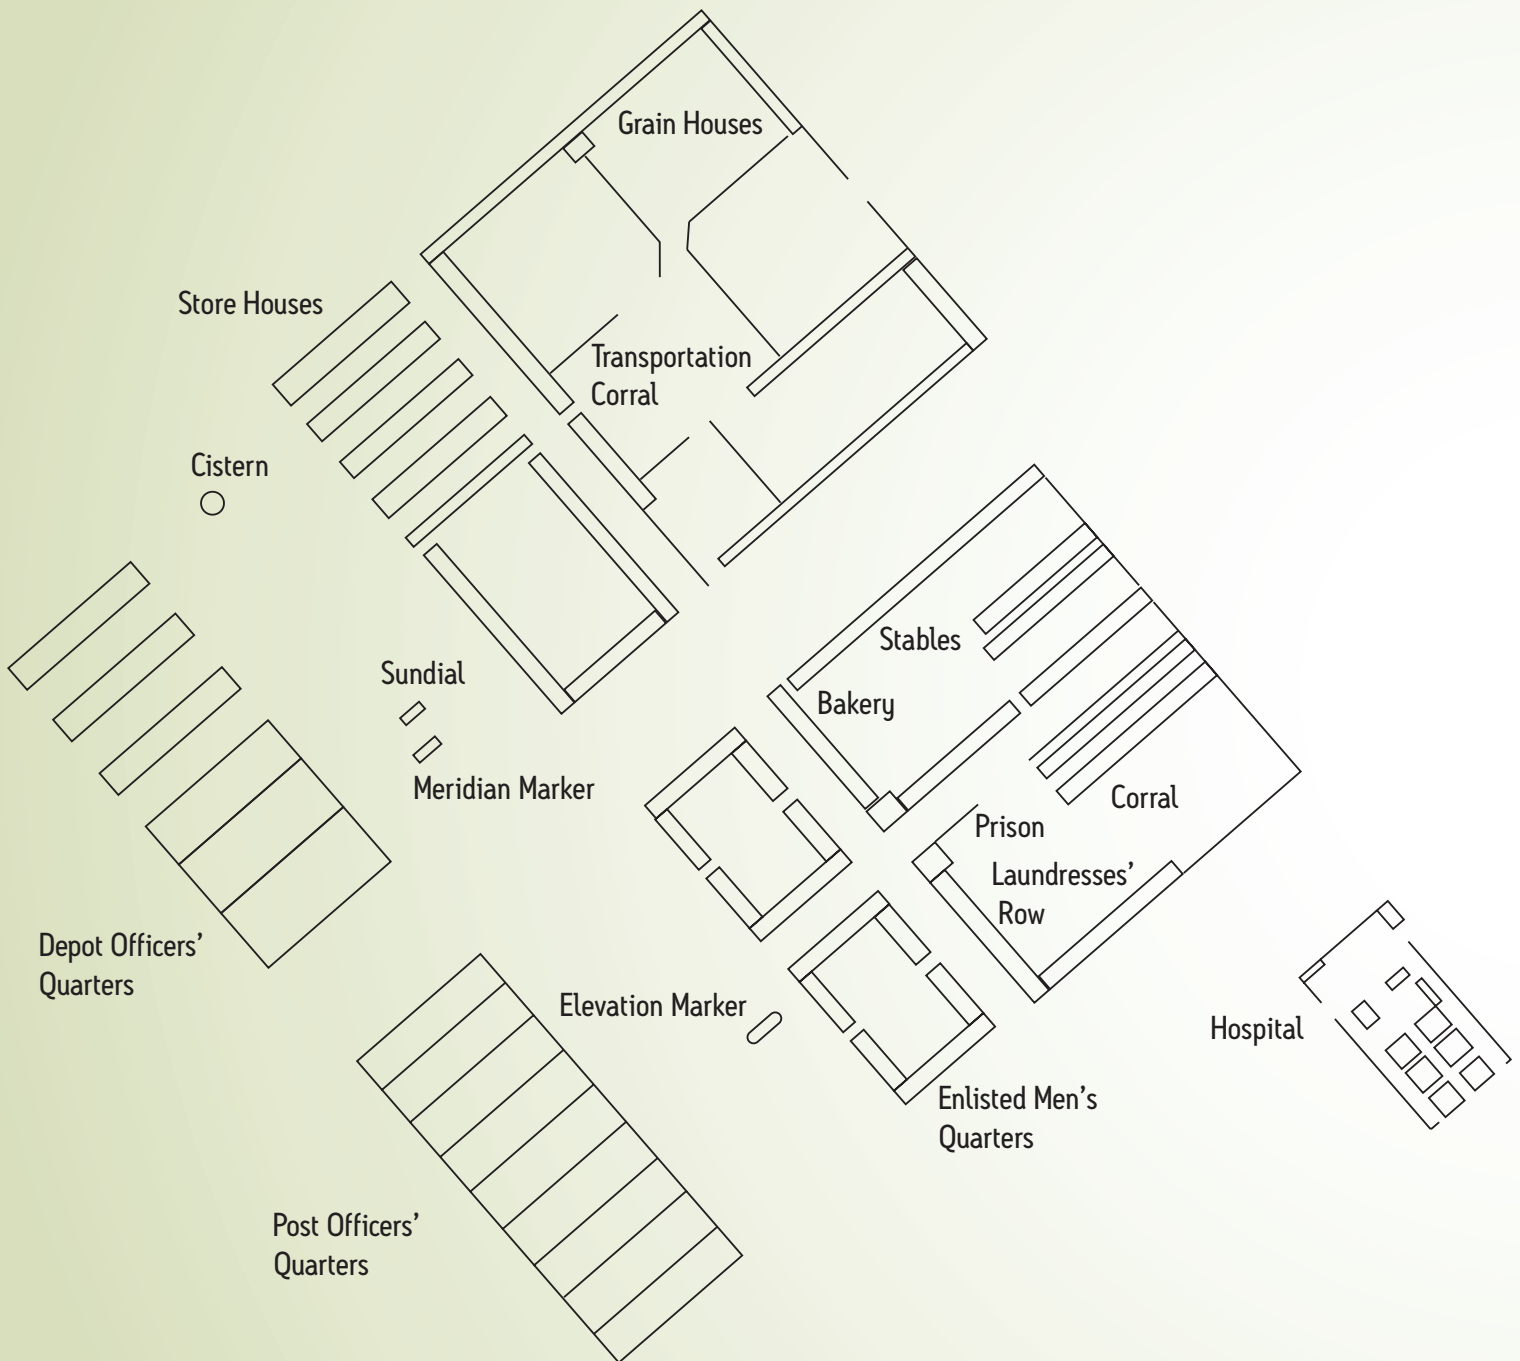 Grain Houses
Store Houses
Transportation
Corral
Cistern
Stables
Sundial
Bakery
Meridian Marker
Corral
Prison
Laundresses’
Row
Depot Officers’
Quarters
Elevation Marker
Hospital
Enlisted Men’s
Quarters
Post Officers’
Quarters